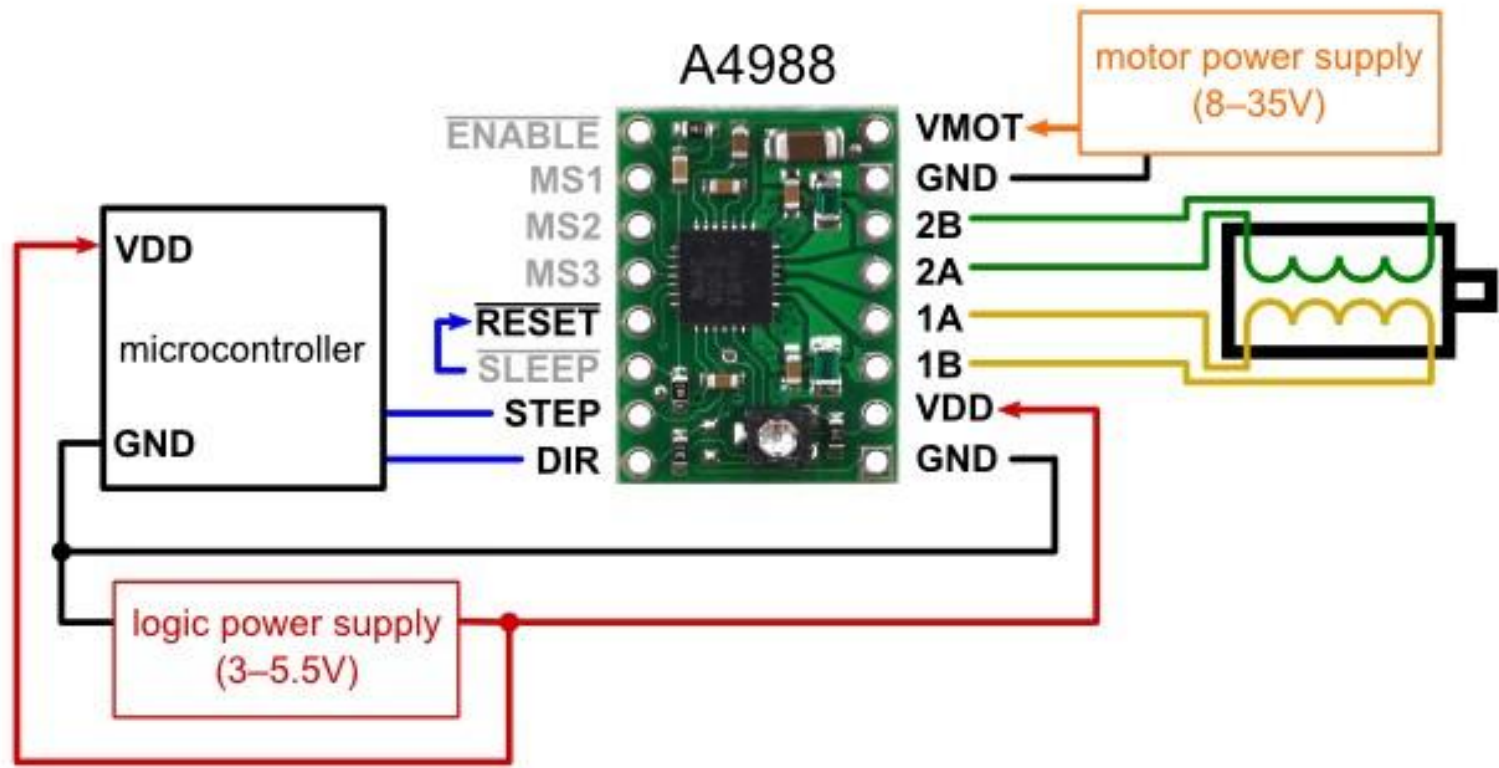 A4988
motor power supply
(8–35V)
ENABLE
MS1
MS2
MS3
RESET
SLEEP
STEP
DIR
VMOT
GND
2B
2A
1A
1B
VDD
GND
VDD
microcontroller
GND
logic power supply
(3–5.5V)